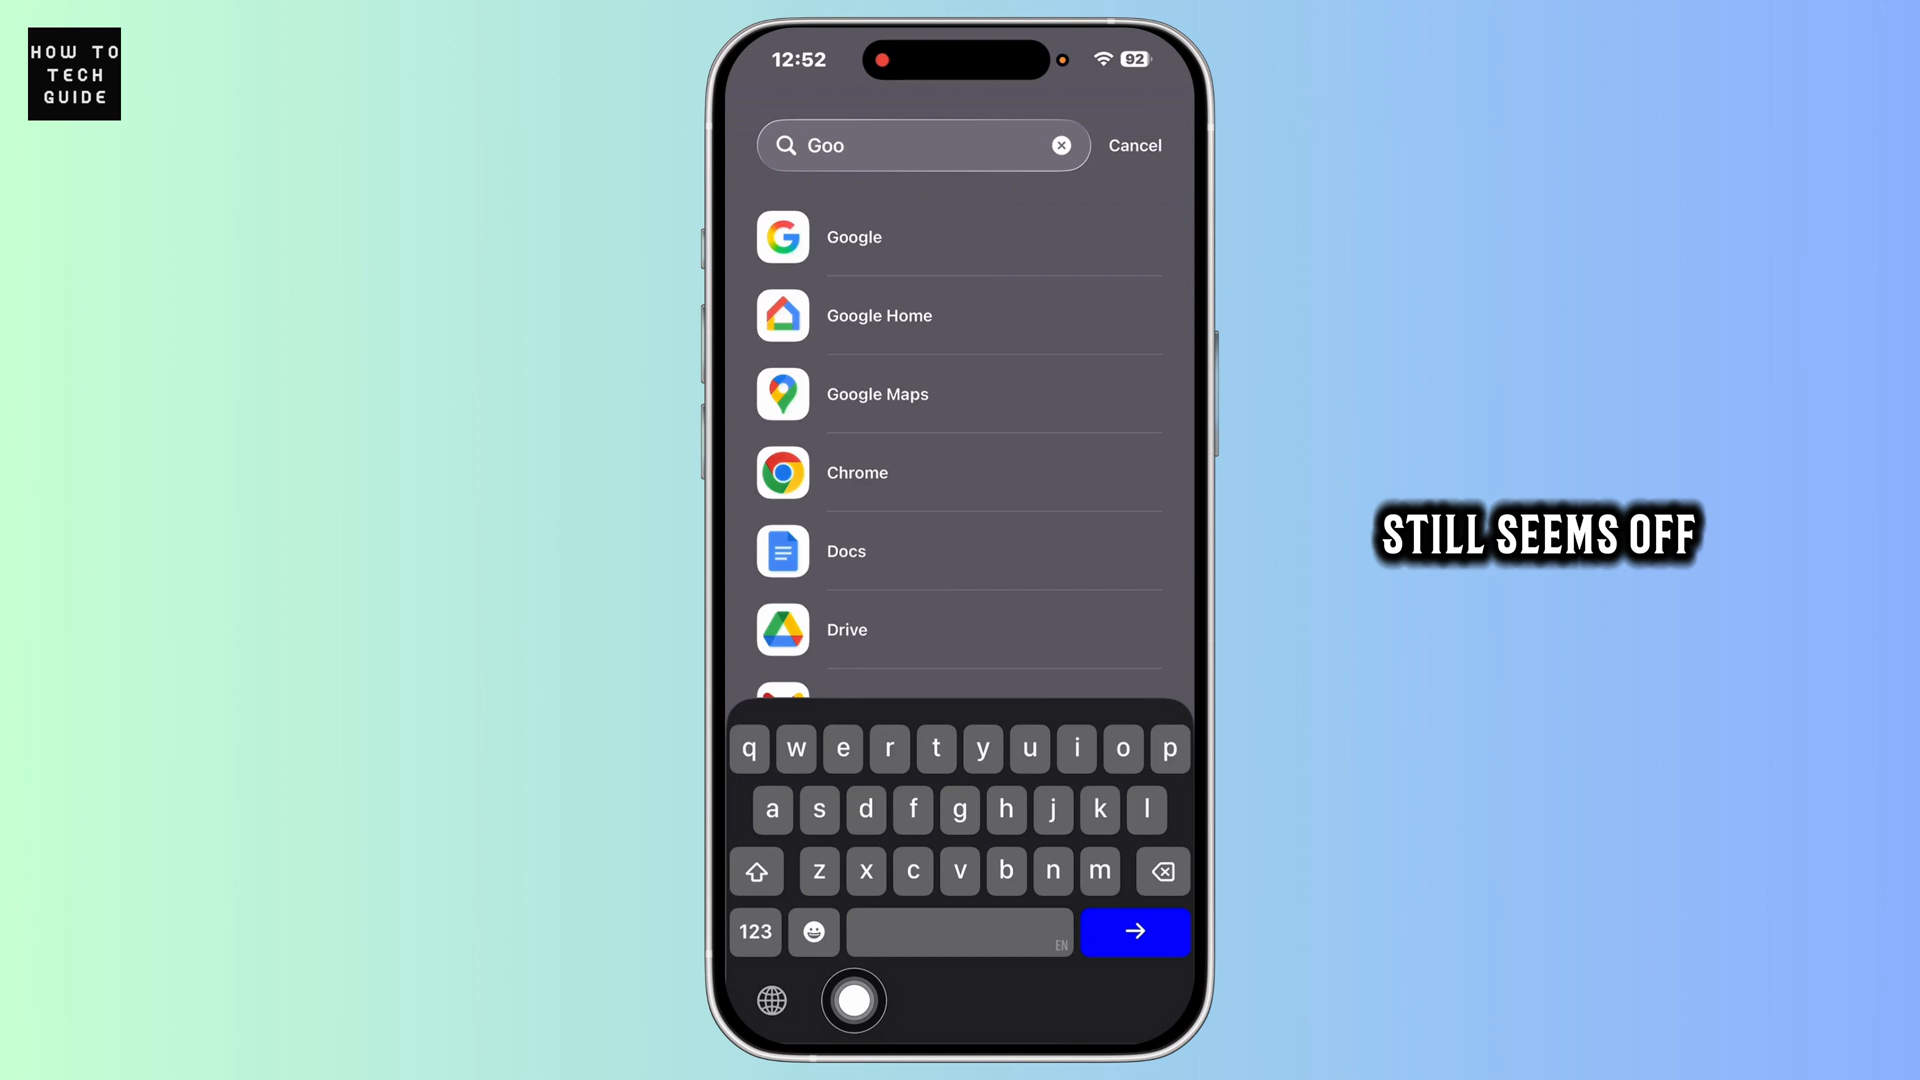 HOW TO
TECH
GUIDE
12:52
92
Goo
Cancel
Google
Google Home
Google Maps
Chrome
Docs
Drive
STILL SEEMS OFF
q w e r t y u i o p
a s d f g h j k l
z x c v b n m
123
EN